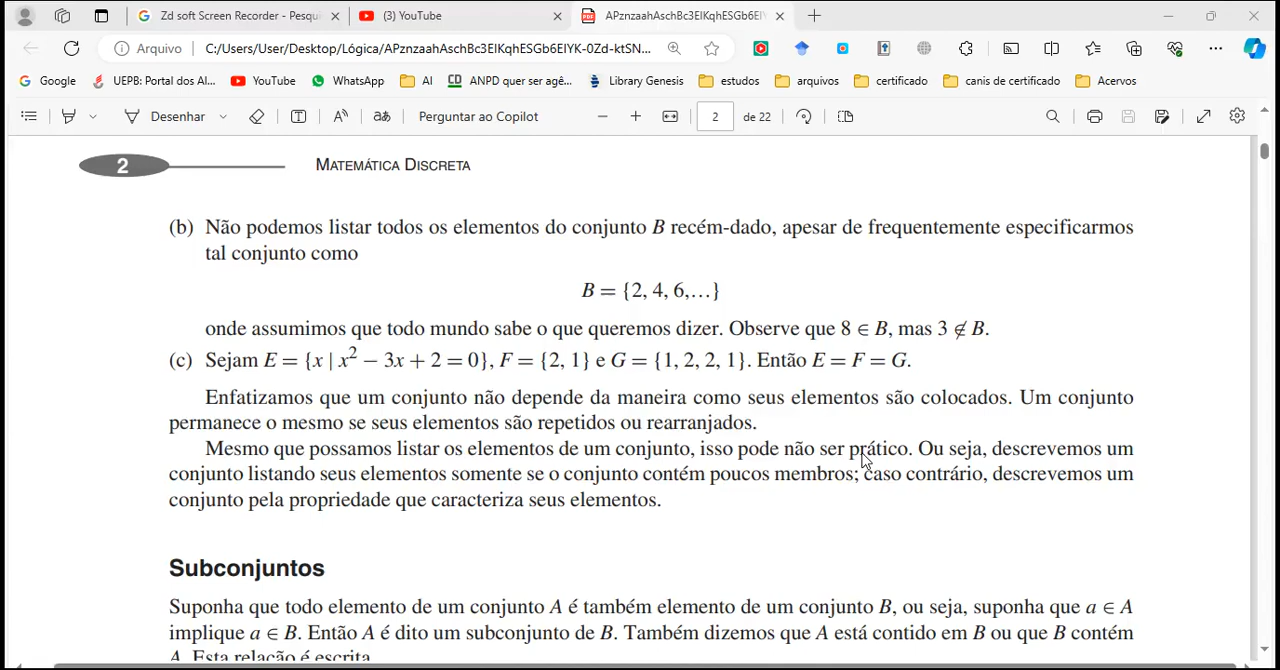 Zd soft Screen Recorder - Pesqui
(3) YouTube
APznzaahAschBc3EIKqhESGb6EIY
Arquivo
C:/Users/User/Desktop/Lógica/APznzaahAschBc3EIKqhESGb6EIYK-0Zd-ktSN...
Google
UEPB: Portal dos Al...
YouTube
WhatsApp
AI
CD ANPD quer ser agê...
Library Genesis
estudos
arquivos
certificado
canis de certificado
Acervos
Desenhar
Perguntar ao Copilot
2
de 22
2 MATEMÁTICA DISCRETA
(b) Não podemos listar todos os elementos do conjunto B recém-dado, apesar de frequentemente especificarmos
tal conjunto como
B = {2, 4, 6,…}
onde assumimos que todo mundo sabe o que queremos dizer. Observe que 8 ∈ B, mas 3 ∉ B.
(c) Sejam E = {x | x² − 3x + 2 = 0}, F = {2, 1} e G = {1, 2, 2, 1}. Então E = F = G.
Enfatizamos que um conjunto não depende da maneira como seus elementos são colocados. Um conjunto
permanece o mesmo se seus elementos são repetidos ou rearranjados.
Mesmo que possamos listar os elementos de um conjunto, isso pode não ser prático. Ou seja, descrevemos um
conjunto listando seus elementos somente se o conjunto contém poucos membros; caso contrário, descrevemos um
conjunto pela propriedade que caracteriza seus elementos.
Subconjuntos
Suponha que todo elemento de um conjunto A é também elemento de um conjunto B, ou seja, suponha que a ∈ A
implique a ∈ B. Então A é dito um subconjunto de B. Também dizemos que A está contido em B ou que B contém
A. Esta relação é escrita